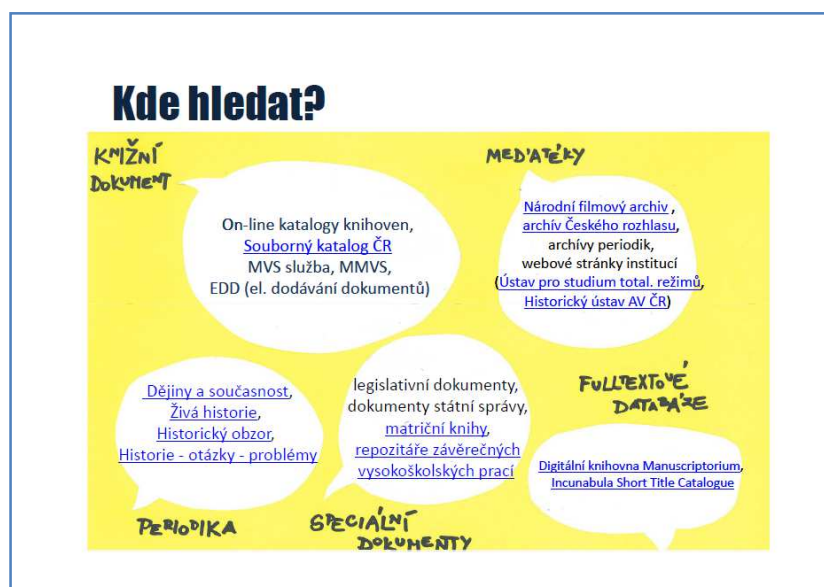 Kde hledat?
KNIŽNÍ
DOKUMENT
On-line katalogy knihoven,
Souborný katalog ČR
MVS služba, MMVS,
EDD (el. dodávání dokumentů)
MEĎATÉKY
Národní filmový archiv ,
archív Českého rozhlasu,
archívy periodik,
webové stránky institucí
(Ústav pro studium total. režimů,
Historický ústav AV ČR)
Dějiny a současnost,
Živá historie,
Historický obzor,
Historie - otázky - problémy
PERIODIKA
legislativní dokumenty,
dokumenty státní správy,
matriční knihy,
repozitáře závěrečných
vysokoškolských prací
SPECIÁLNÍ
DOKUMENTY
FULLTEXTOVÉ
DATABÁZE
Digitální knihovna Manuscriptorium,
Incunabula Short Title Catalogue